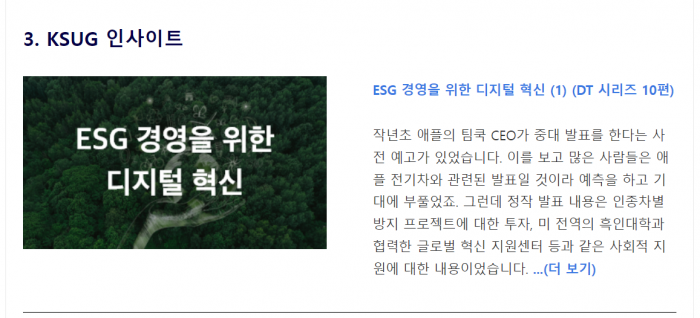 3. KSUG 인사이트
ESG 경영을 위한
디지털 혁신
ESG 경영을 위한 디지털 혁신 (1) (DT 시리즈 10편)
작년초 애플의 팀쿡 CEO가 중대 발표를 한다는 사
전 예고가 있었습니다. 이를 보고 많은 사람들은 애
플 전기차와 관련된 발표일 것이라 예측을 하고 기
대에 부풀었죠. 그런데 정작 발표 내용은 인종차별
방지 프로젝트에 대한 투자, 미 전역의 흑인대학과
협력한 글로벌 혁신 지원센터 등과 같은 사회적 지
원에 대한 내용이었습니다. ...(더 보기)